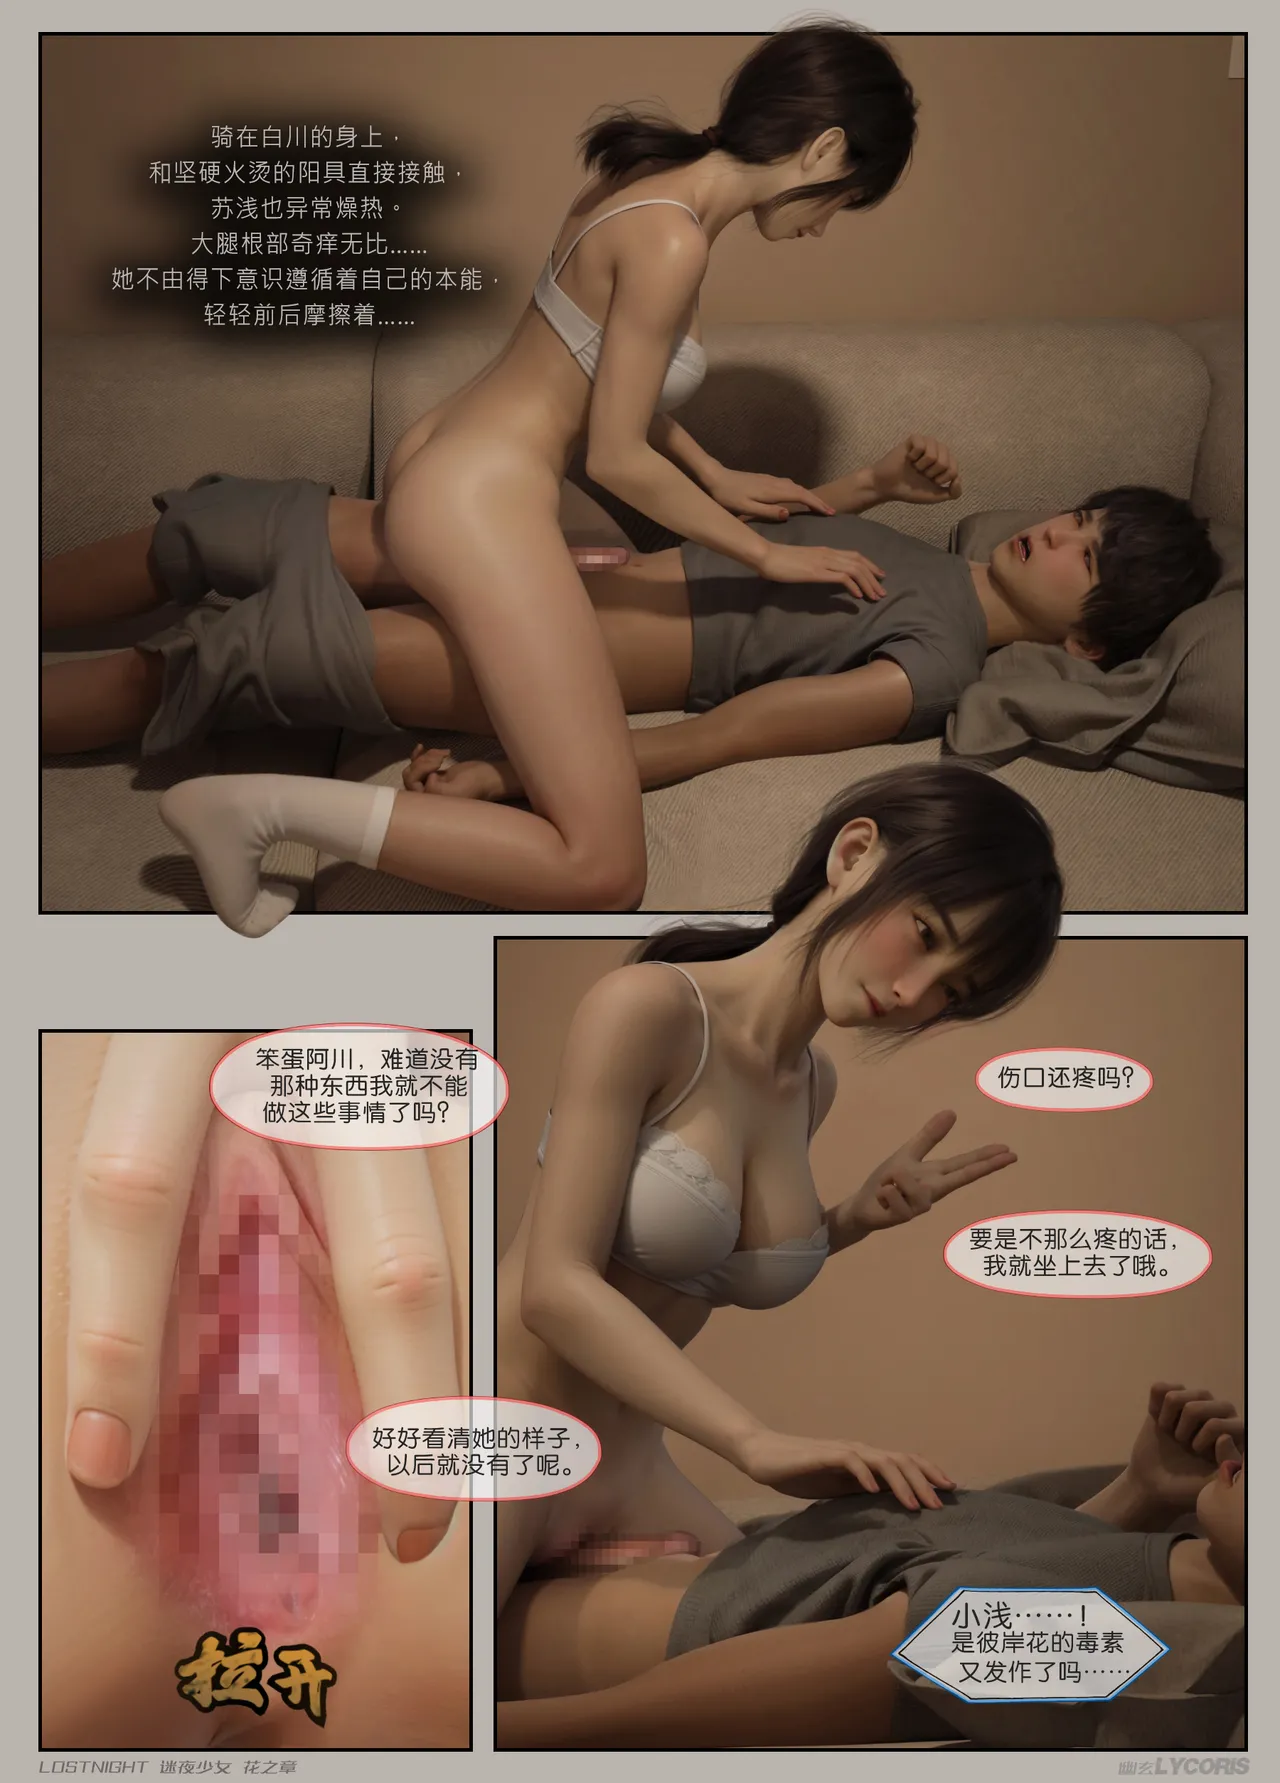 骑在白川的身上，
和坚硬火烫的阳具直接接触，
苏浅也异常燥热。
大腿根部奇痒无比……
她不由得下意识遵循着自己的本能，
轻轻前后摩擦着……
笨蛋阿川，难道没有
那种东西我就不能
做这些事情了吗？
好好看清她的样子，
以后就没有了呢。
拉开
伤口还疼吗？
要是不那么疼的话，
我就坐上去了哦。
小浅……！
是彼岸花的毒素
又发作了吗……
LOSTNIGHT 迷夜少女 花之章
幽玄LYCORIS